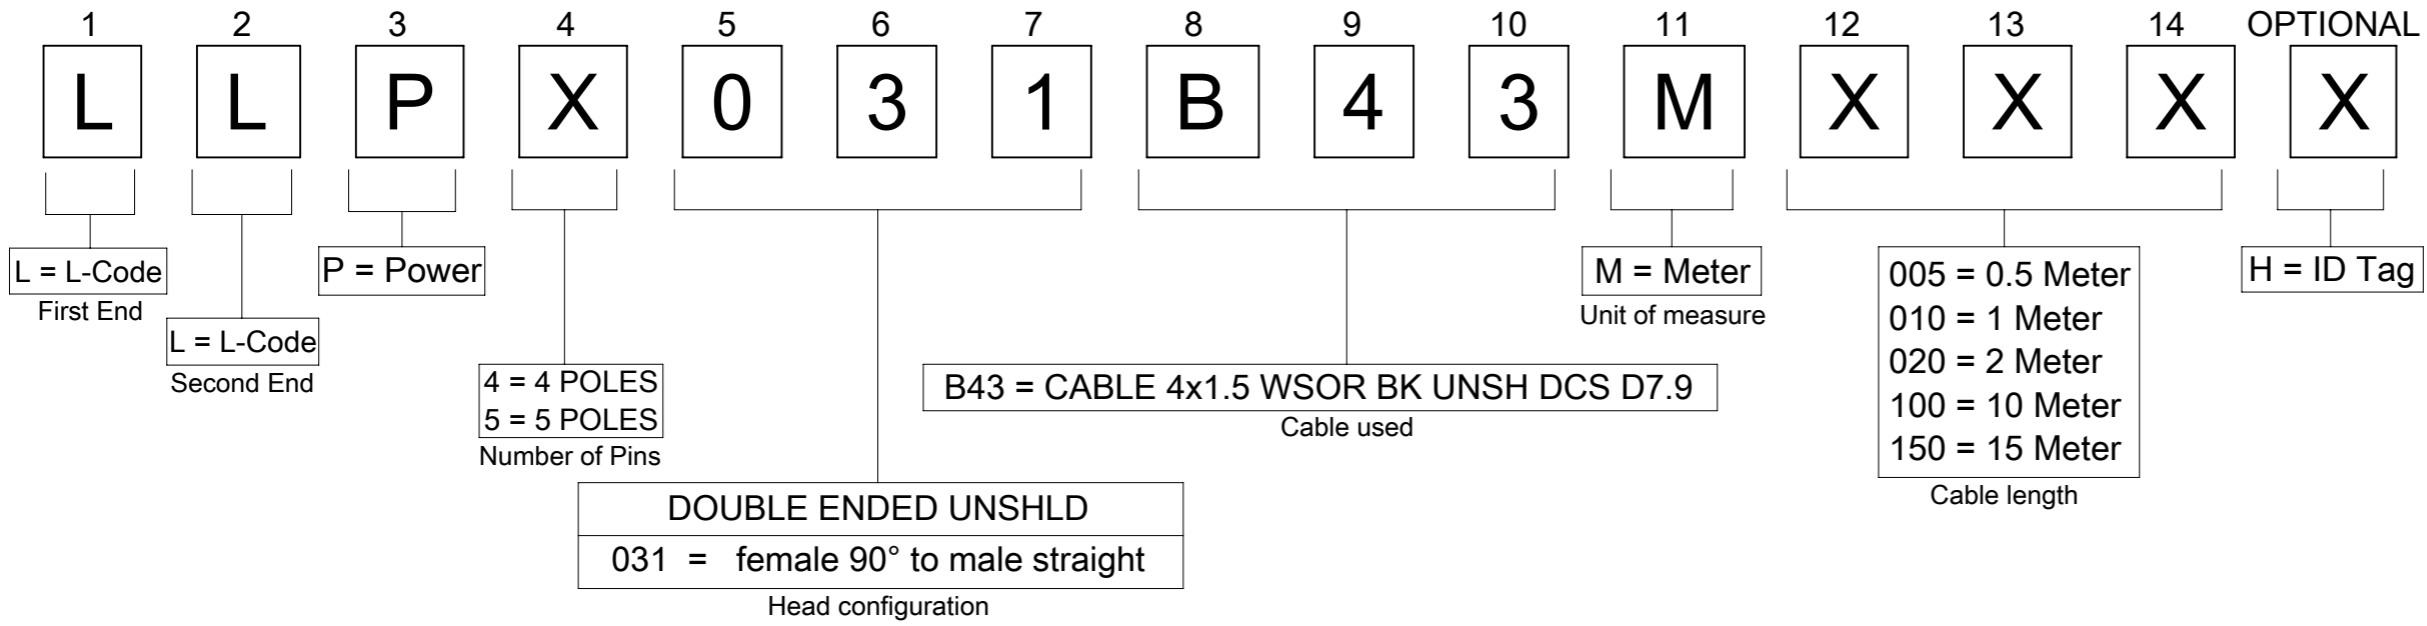 1 2 3 4 5 6 7 8 9 10 11 12 13 14 OPTIONAL
L L P X 0 3 1 B 4 3 M X X X X
L = L-Code
First End
L = L-Code
Second End
P = Power
4 = 4 POLES
5 = 5 POLES
Number of Pins
DOUBLE ENDED UNSHLD
031 = female 90° to male straight
Head configuration
B43 = CABLE 4x1.5 WSOR BK UNSH DCS D7.9
Cable used
M = Meter
Unit of measure
005 = 0.5 Meter
010 = 1 Meter
020 = 2 Meter
100 = 10 Meter
150 = 15 Meter
Cable length
H = ID Tag